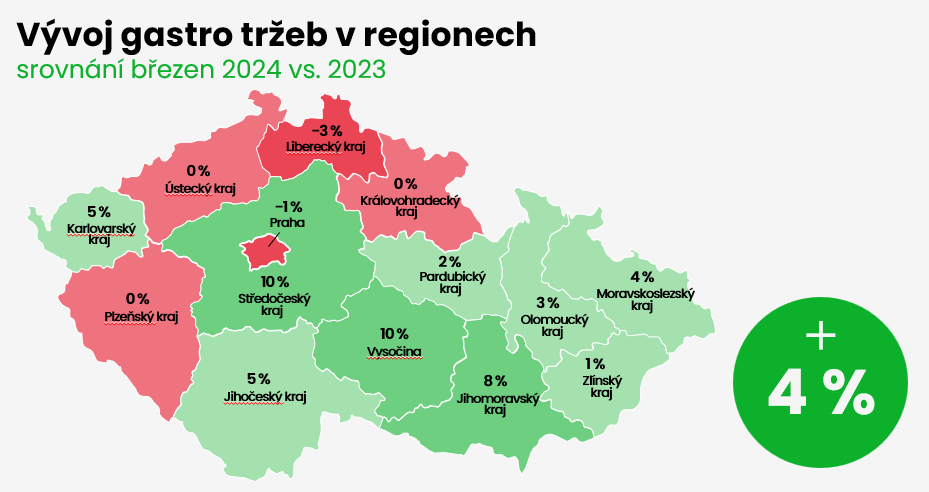 Vývoj gastro tržeb v regionech
srovnání březen 2024 vs. 2023
-3 %
Liberecký kraj
0 %
Ústecký kraj
0 %
Královohradecký
kraj
5 %
Karlovarský
kraj
-1 %
Praha
2 %
Pardubický
kraj
4 %
Moravskoslezský
kraj
10 %
Středočeský
kraj
0 %
Plzeňský kraj
3 %
Olomoucký
kraj
10 %
Vysočina
1 %
Zlínský
kraj
5 %
Jihočeský kraj
8 %
Jihomoravský
kraj
+
4 %